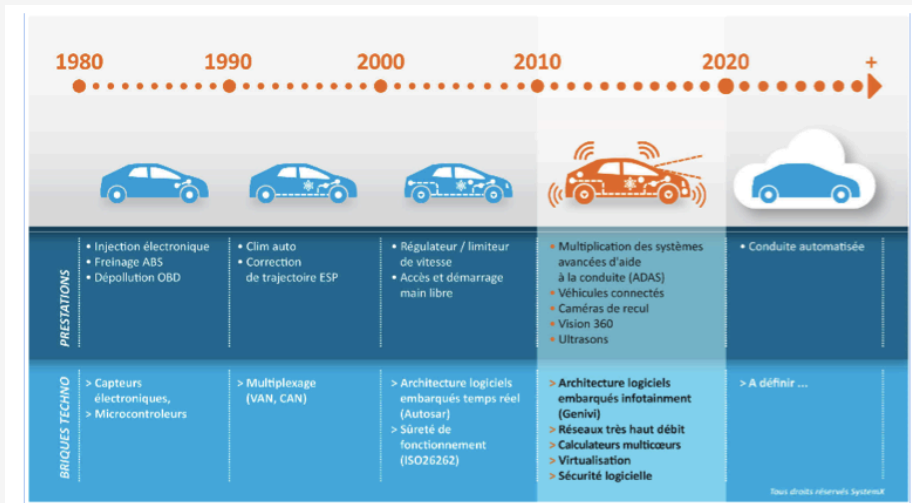 1980
1990
2000
2010
2020
+
PRESTATIONS
• Injection électronique
• Freinage ABS
• Dépollution OBD
• Clim auto
• Correction
de trajectoire ESP
• Régulateur / limiteur
de vitesse
• Accès et démarrage
main libre
• Multiplication des systèmes
avancées d'aide
à la conduite (ADAS)
• Véhicules connectés
• Caméras de recul
• Vision 360
• Ultrasons
• Conduite automatisée
BRIQUES TECHNO
> Capteurs
électroniques,
> Microcontroleurs
> Multiplexage
(VAN, CAN)
> Architecture logiciels
embarqués temps réel
(Autosar)
> Sûreté de
fonctionnement
(ISO26262)
> Architecture logiciels
embarqués infotainment
(Genivi)
> Réseaux très haut débit
> Calculateurs multicœurs
> Virtualisation
> Sécurité logicielle
> A définir ...
Tous droits réservés SystemX